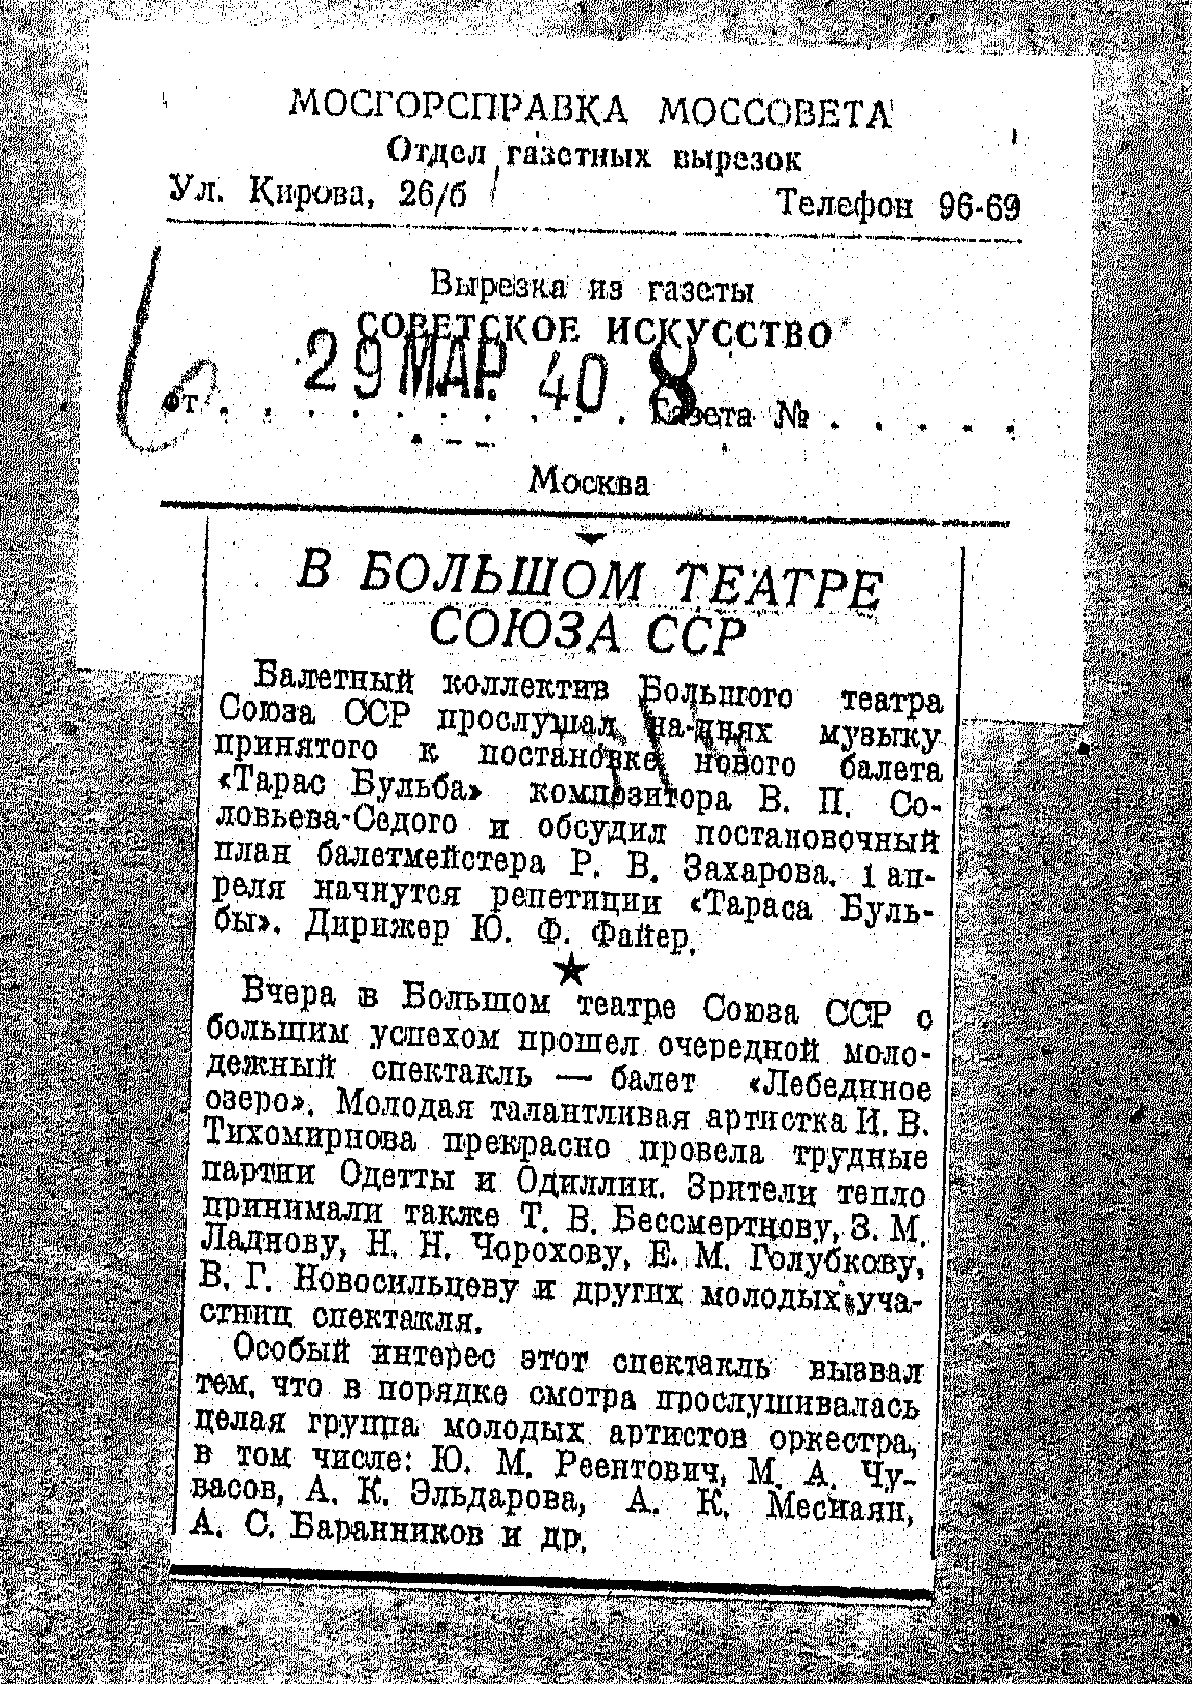 МОСГОРСПРАВКА МОССОВЕТА
Отдел газетных вырезок
Ул. Кирова, 26/б Телефон 96-69
Вырезка из газеты
СОВЕТСКОЕ ИСКУССТВО
29 МАР. 40 8
от . . . . . . . . . . Газета № . . . . .
Москва
В БОЛЬШОМ ТЕАТРЕ
СОЮЗА ССР
Балетный коллектив Большого театра
Союза ССР прослушал на-днях музыку
принятого к постановке нового балета
«Тарас Бульба» композитора В. П. Со-
ловьева-Седого и обсудил постановочный
план балетмейстера Р. В. Захарова. 1 ап-
реля начнутся репетиции «Тараса Буль-
бы». Дирижер Ю. Ф. Файер.
★
Вчера в Большом театре Союза ССР с
большим успехом прошел очередной моло-
дежный спектакль — балет «Лебединое
озеро». Молодая талантливая артистка И. В.
Тихомирнова прекрасно провела трудные
партии Одетты и Одиллии. Зрители тепло
принимали также Т. В. Бессмертнову, З. М.
Ладнову, Н. Н. Чорохову, Е. М. Голубкову,
В. Г. Новосильцеву и других молодых уча-
стниц спектакля.
Особый интерес этот спектакль вызвал
тем, что в порядке смотра прослушивалась
целая группа молодых артистов оркестра,
в том числе: Ю. М. Реентович, М. А. Чу-
васов, А. К. Эльдарова, А. К. Меснаян,
А. С. Баранников и др.